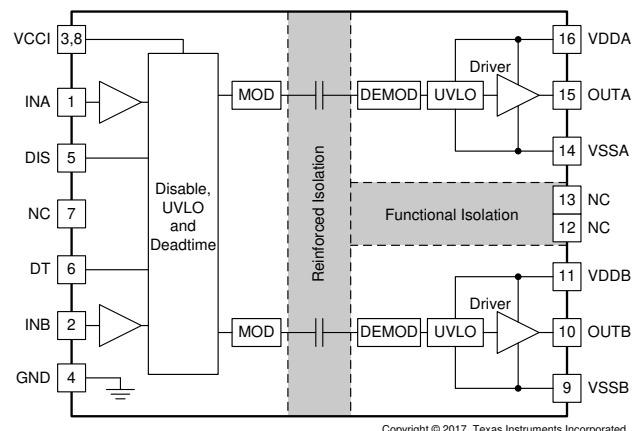 VCCI 3,8
16 VDDA
Driver
INA 1
MOD
DEMOD
UVLO
15 OUTA
DIS 5
14 VSSA
Disable,
UVLO
and
Deadtime
Reinforced Isolation
NC 7
Functional Isolation
13 NC
12 NC
DT 6
11 VDDB
Driver
INB 2
MOD
DEMOD
UVLO
10 OUTB
GND 4
9 VSSB
Copyright © 2017, Texas Instruments Incorporated